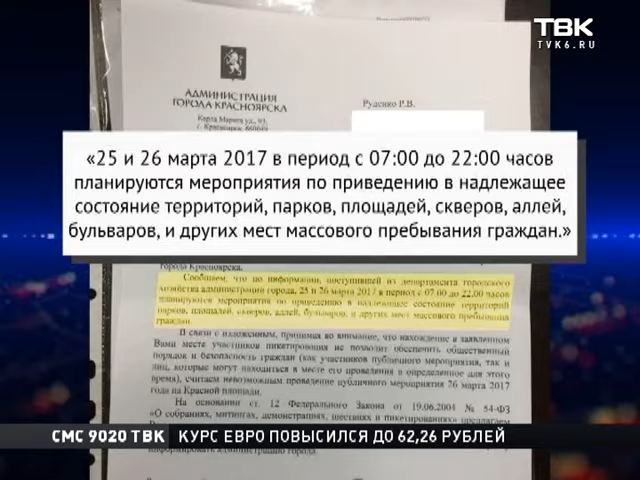 ТВК
TVK6.RU
АДМИНИСТРАЦИЯ
ГОРОДА КРАСНОЯРСКА
Карла Маркса ул., 93,
г. Красноярск, 660049
Руденко Р.В.
«25 и 26 марта 2017 в период с 07:00 до 22:00 часов
планируются мероприятия по приведению в надлежащее
состояние территорий, парков, площадей, скверов, аллей,
бульваров, и других мест массового пребывания граждан.»
города Красноярска.
Сообщаем, что по информации, поступившей из департамента городского
хозяйства администрации города, 25 и 26 марта 2017 в период с 07.00 до 22.00 часов
планируются мероприятия по приведению в надлежащее состояние территорий
парков, площадей, скверов, аллей, бульваров, и других мест массового пребывания
граждан.
В связи с изложенным, принимая во внимание, что нахождение в заявленном
Вами месте участников пикетирования не позволит обеспечить общественный
порядок и безопасность граждан (как участников публичного мероприятия, так и
лиц, которые могут находиться в месте его проведения в определенное для этого
время), считаем невозможным проведение публичного мероприятия 26 марта 2017
года на Красной площади.
На основании ст. 12 Федерального Закона от 19.06.2004 № 54-ФЗ
«О собраниях, митингах, демонстрациях, шествиях и пикетированиях» предлагаем
информировать администрацию города.
СМС 9020 ТВК
КУРС ЕВРО ПОВЫСИЛСЯ ДО 62,26 РУБЛЕЙ